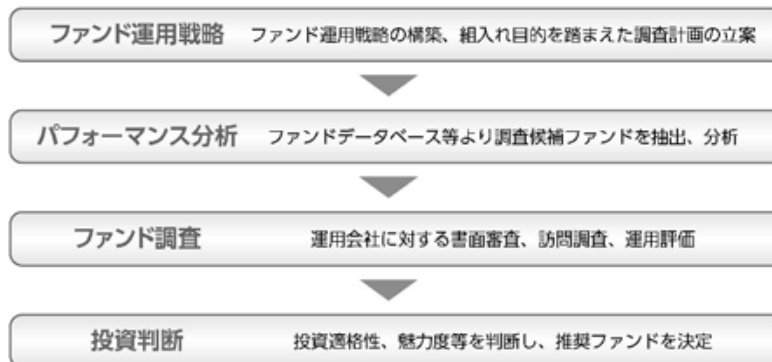 ファンド運用戦略 ファンド運用戦略の構築、組入れ目的を踏まえた調査計画の立案
パフォーマンス分析 ファンドデータベース等より調査候補ファンドを抽出、分析
ファンド調査 運用会社に対する書面審査、訪問調査、運用評価
投資判断 投資適格性、魅力度等を判断し、推奨ファンドを決定